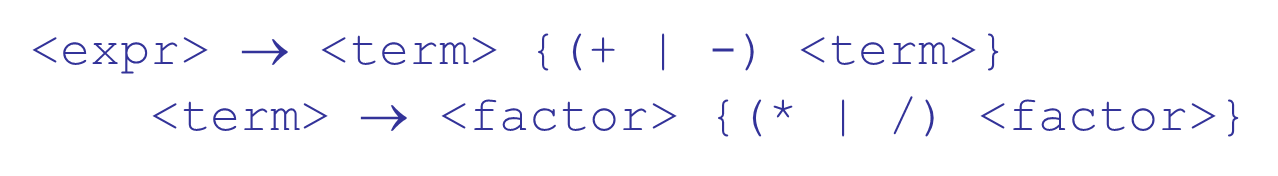 <expr> → <term> {(+ | -) <term>}
<term> → <factor> {(* | /) <factor>}